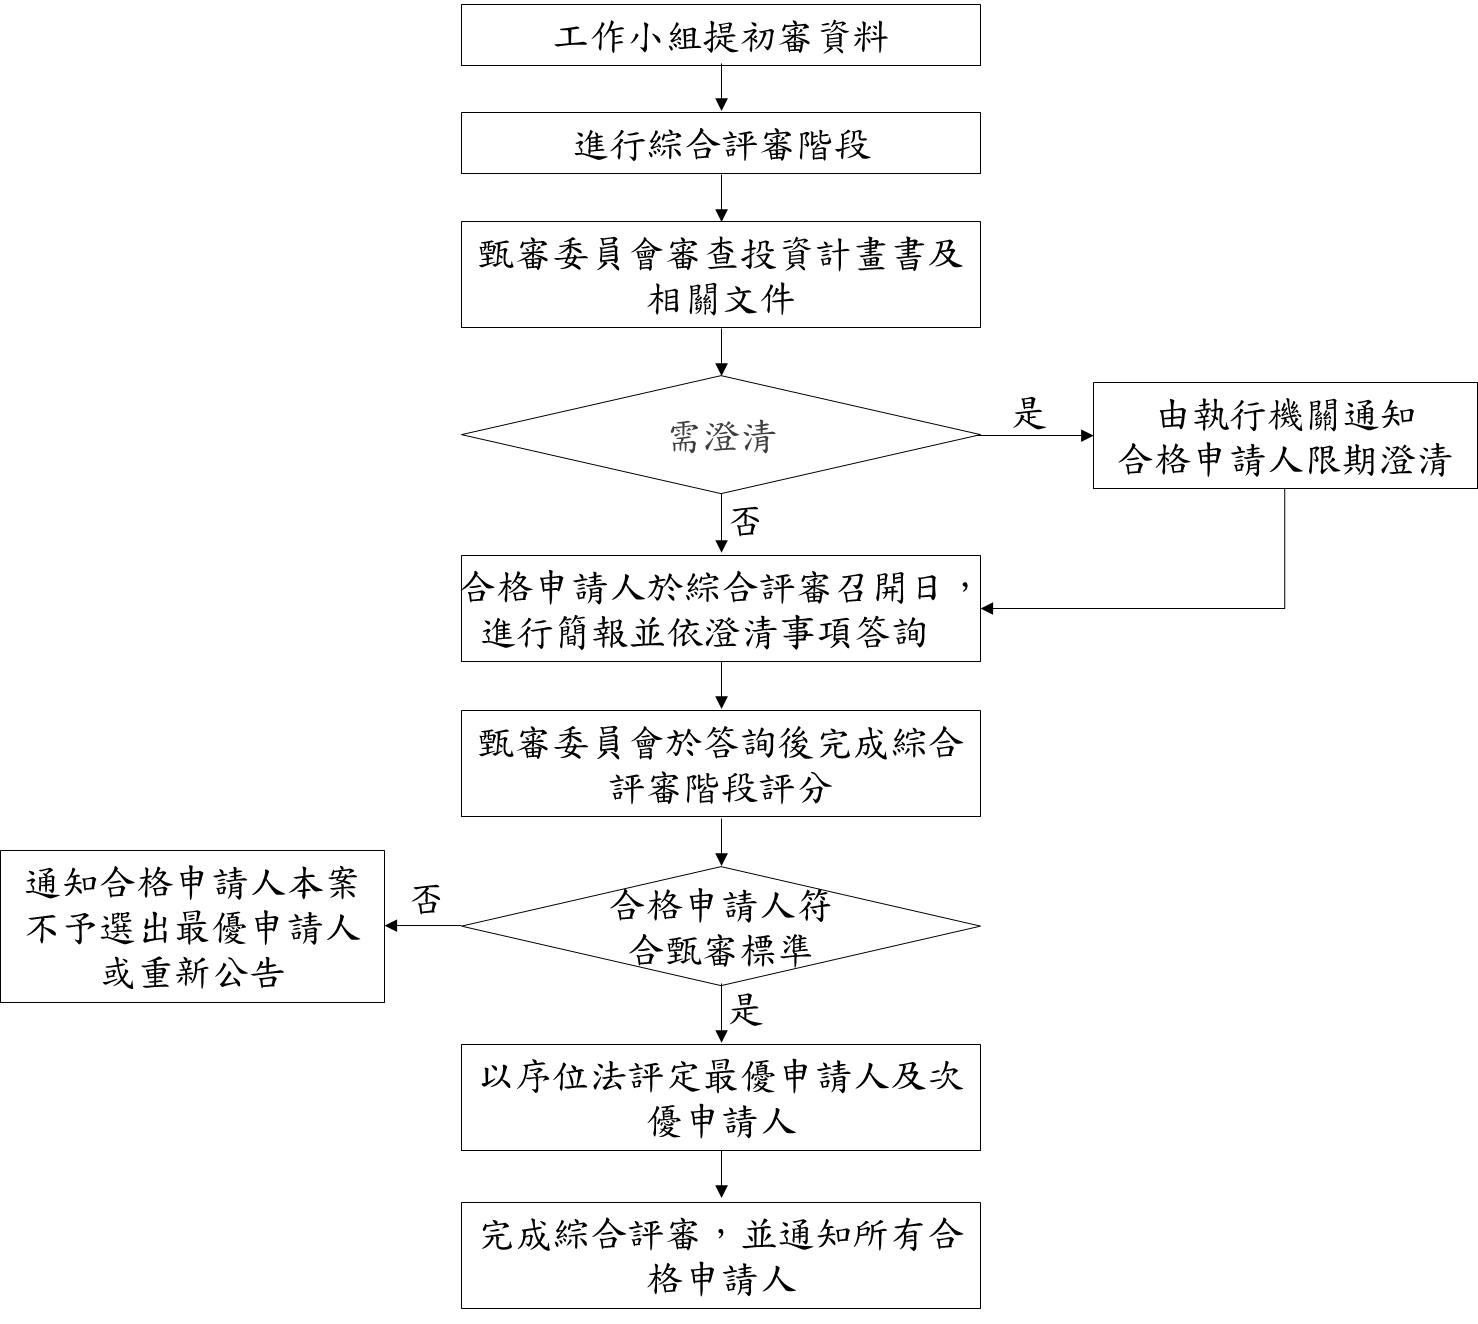 工作小組提初審資料
進行綜合評審階段
甄審委員會審查投資計畫書及
相關文件
需澄清
是
由執行機關通知
合格申請人限期澄清
否
合格申請人於綜合評審召開日，
進行簡報並依澄清事項答詢
甄審委員會於答詢後完成綜合
評審階段評分
合格申請人符
合甄審標準
否
通知合格申請人本案
不予選出最優申請人
或重新公告
是
以序位法評定最優申請人及次
優申請人
完成綜合評審，並通知所有合
格申請人